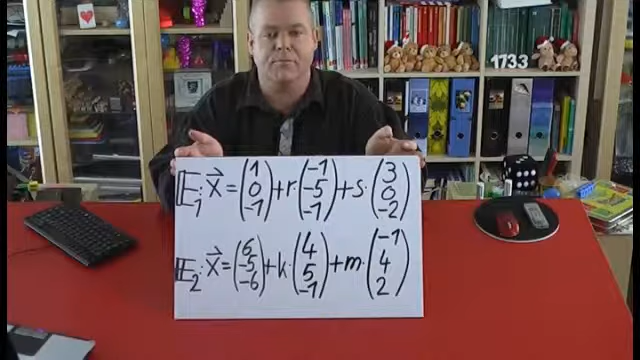 1733
E₁: x⃗ = (1 0 -1) + r(-1 -5 -1) + s·(3 0 -2)
E₂: x⃗ = (6 -5 -6) + k·(4 5 -1) + m·(-1 4 2)